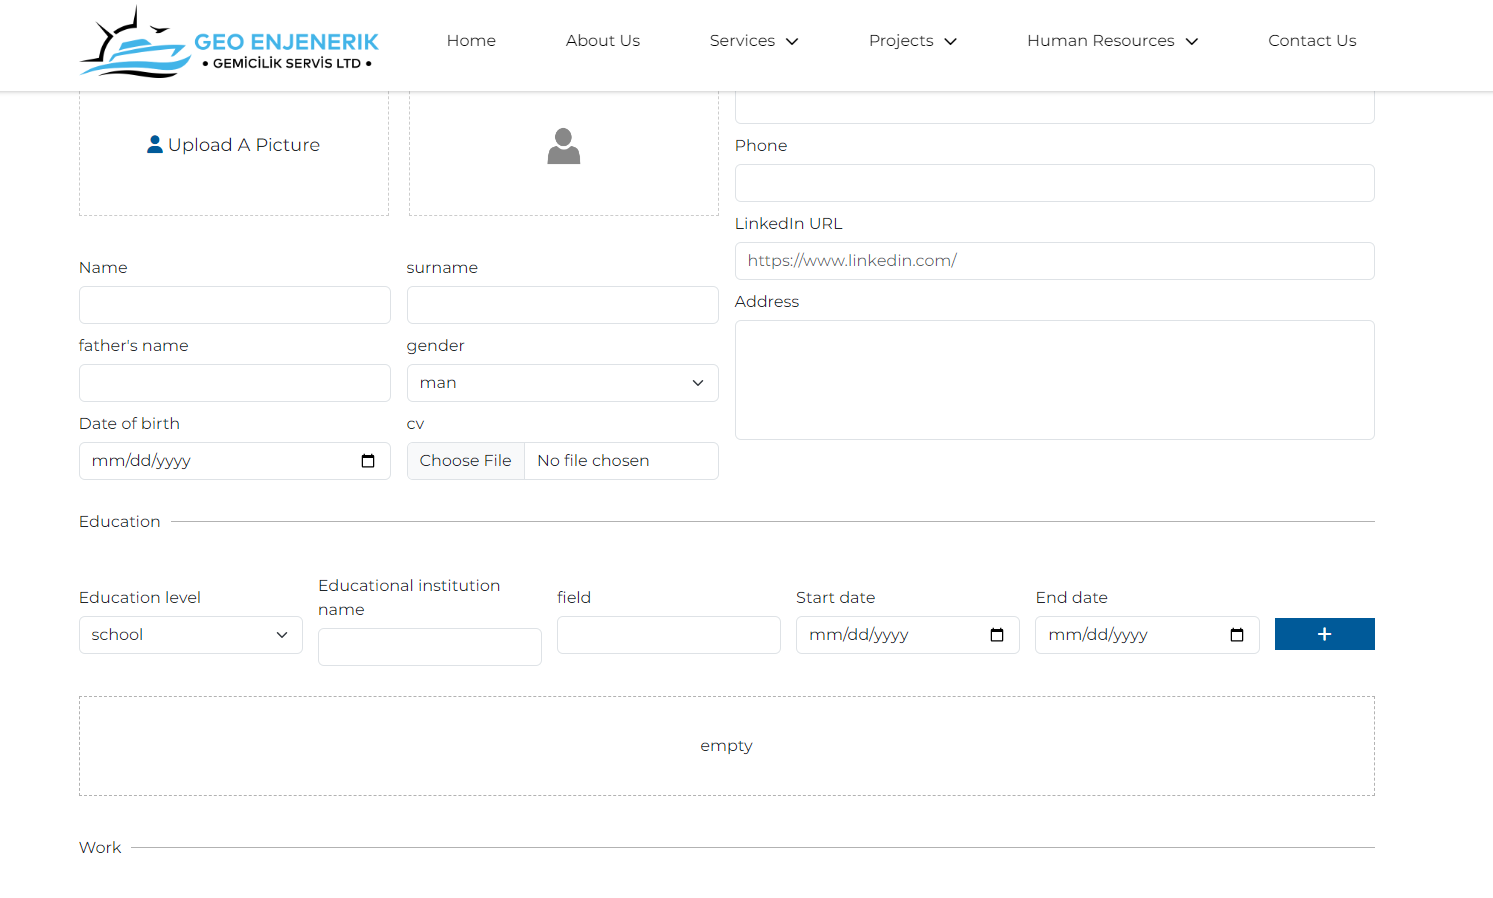 GEO ENJENERIK
• GEMİCİLİK SERVİS LTD •
Home
About Us
Services
Projects
Human Resources
Contact Us
Upload A Picture
Phone
LinkedIn URL
https://www.linkedin.com/
Address
Name
surname
father's name
gender
man
Date of birth
cv
mm/dd/yyyy
Choose File
No file chosen
Education
Education level
Educational institution
name
field
Start date
End date
school
mm/dd/yyyy
mm/dd/yyyy
+
empty
Work